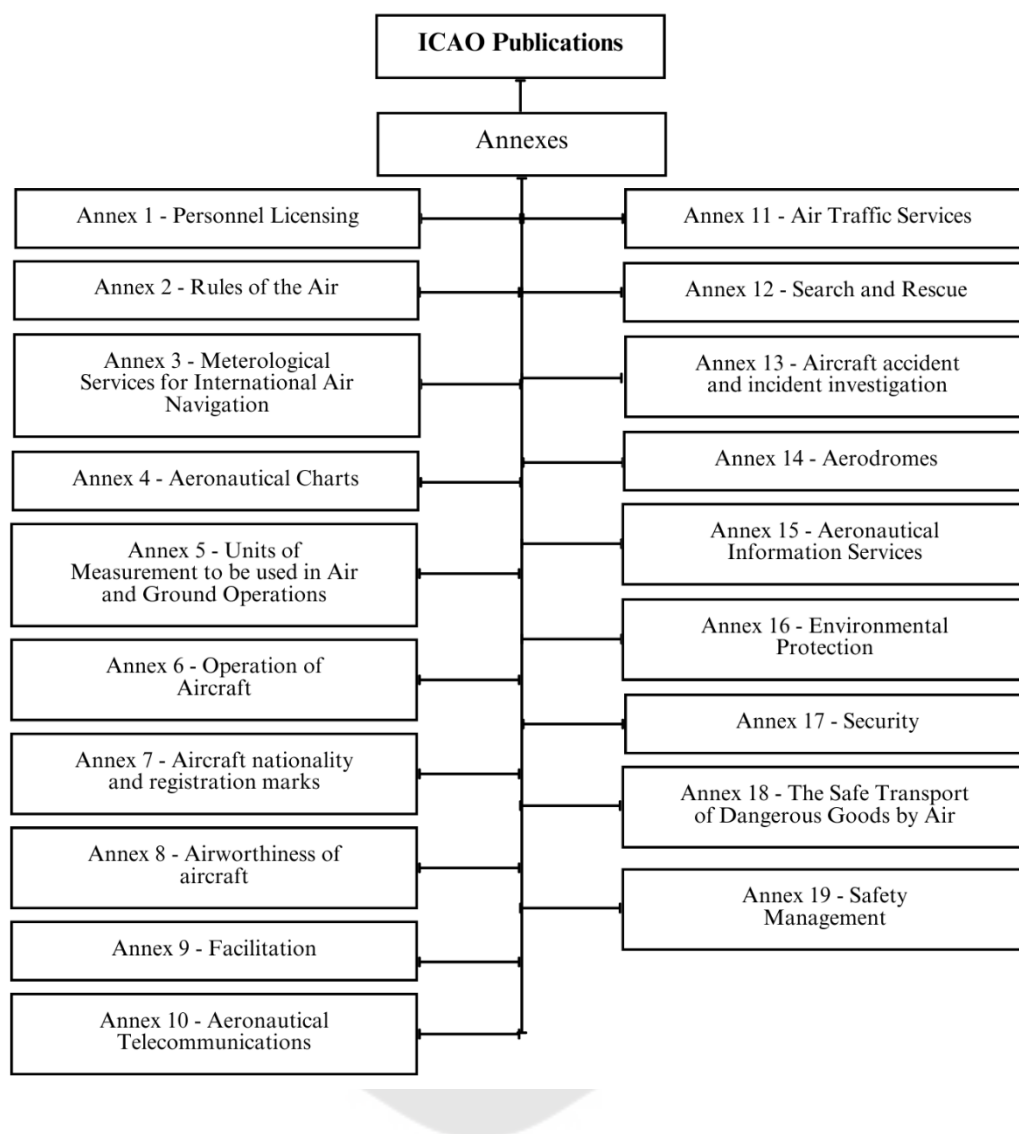 ICAO Publications
Annexes
Annex 1 - Personnel Licensing
Annex 2 - Rules of the Air
Annex 3 - Meterological
Services for International Air
Navigation
Annex 4 - Aeronautical Charts
Annex 5 - Units of
Measurement to be used in Air
and Ground Operations
Annex 6 - Operation of
Aircraft
Annex 7 - Aircraft nationality
and registration marks
Annex 8 - Airworthiness of
aircraft
Annex 9 - Facilitation
Annex 10 - Aeronautical
Telecommunications
Annex 11 - Air Traffic Services
Annex 12 - Search and Rescue
Annex 13 - Aircraft accident
and incident investigation
Annex 14 - Aerodromes
Annex 15 - Aeronautical
Information Services
Annex 16 - Environmental
Protection
Annex 17 - Security
Annex 18 - The Safe Transport
of Dangerous Goods by Air
Annex 19 - Safety
Management